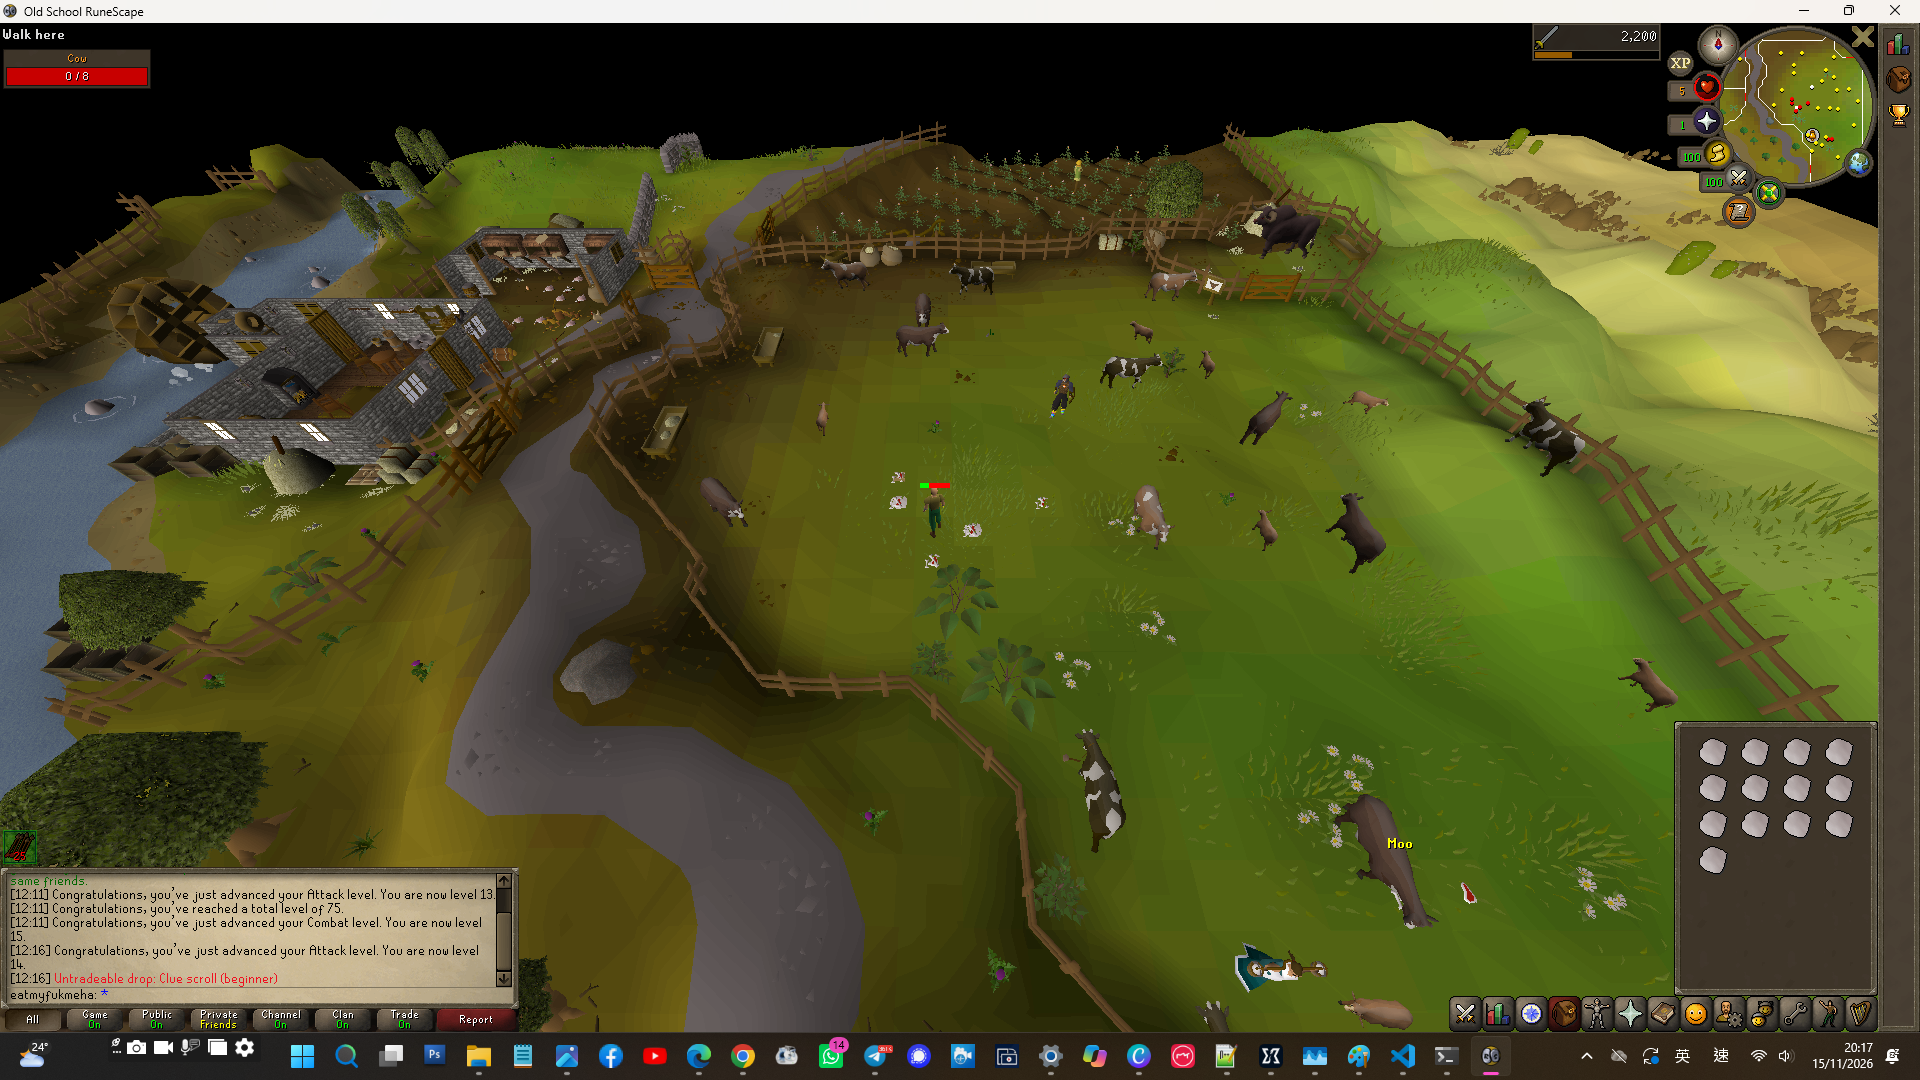 Old School RuneScape
Walk here
Cow
0 / 8
2,200
XP
N
5
1
100
100
Moo
~29
same friends.
[12:11] Congratulations, you've just advanced your Attack level. You are now level 13.
[12:11] Congratulations, you've reached a total level of 75.
[12:11] Congratulations, you've just advanced your Combat level. You are now level
15.
[12:16] Congratulations, you've just advanced your Attack level. You are now level
14.
[12:16] Untradeable drop: Clue scroll (beginner)
eatmyfukmeha: *
All
Game
On
Public
On
Private
Friends
Channel
On
Clan
On
Trade
On
Report
24°
Ps
14
英
速
20:17
15/11/2026